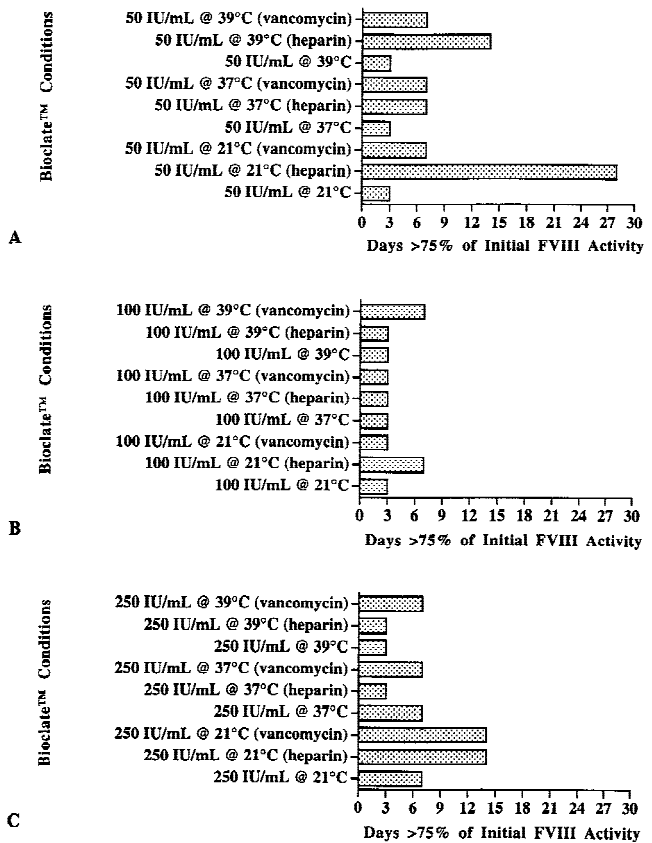 Bioclate™ Conditions
50 IU/mL @ 39°C (vancomycin)
50 IU/mL @ 39°C (heparin)
50 IU/mL @ 39°C
50 IU/mL @ 37°C (vancomycin)
50 IU/mL @ 37°C (heparin)
50 IU/mL @ 37°C
50 IU/mL @ 21°C (vancomycin)
50 IU/mL @ 21°C (heparin)
50 IU/mL @ 21°C
0 3 6 9 12 15 18 21 24 27 30
Days >75% of Initial FVIII Activity
A
Bioclate™ Conditions
100 IU/mL @ 39°C (vancomycin)
100 IU/mL @ 39°C (heparin)
100 IU/mL @ 39°C
100 IU/mL @ 37°C (vancomycin)
100 IU/mL @ 37°C (heparin)
100 IU/mL @ 37°C
100 IU/mL @ 21°C (vancomycin)
100 IU/mL @ 21°C (heparin)
100 IU/mL @ 21°C
0 3 6 9 12 15 18 21 24 27 30
Days >75% of Initial FVIII Activity
B
Bioclate™ Conditions
250 IU/mL @ 39°C (vancomycin)
250 IU/mL @ 39°C (heparin)
250 IU/mL @ 39°C
250 IU/mL @ 37°C (vancomycin)
250 IU/mL @ 37°C (heparin)
250 IU/mL @ 37°C
250 IU/mL @ 21°C (vancomycin)
250 IU/mL @ 21°C (heparin)
250 IU/mL @ 21°C
0 3 6 9 12 15 18 21 24 27 30
Days >75% of Initial FVIII Activity
C